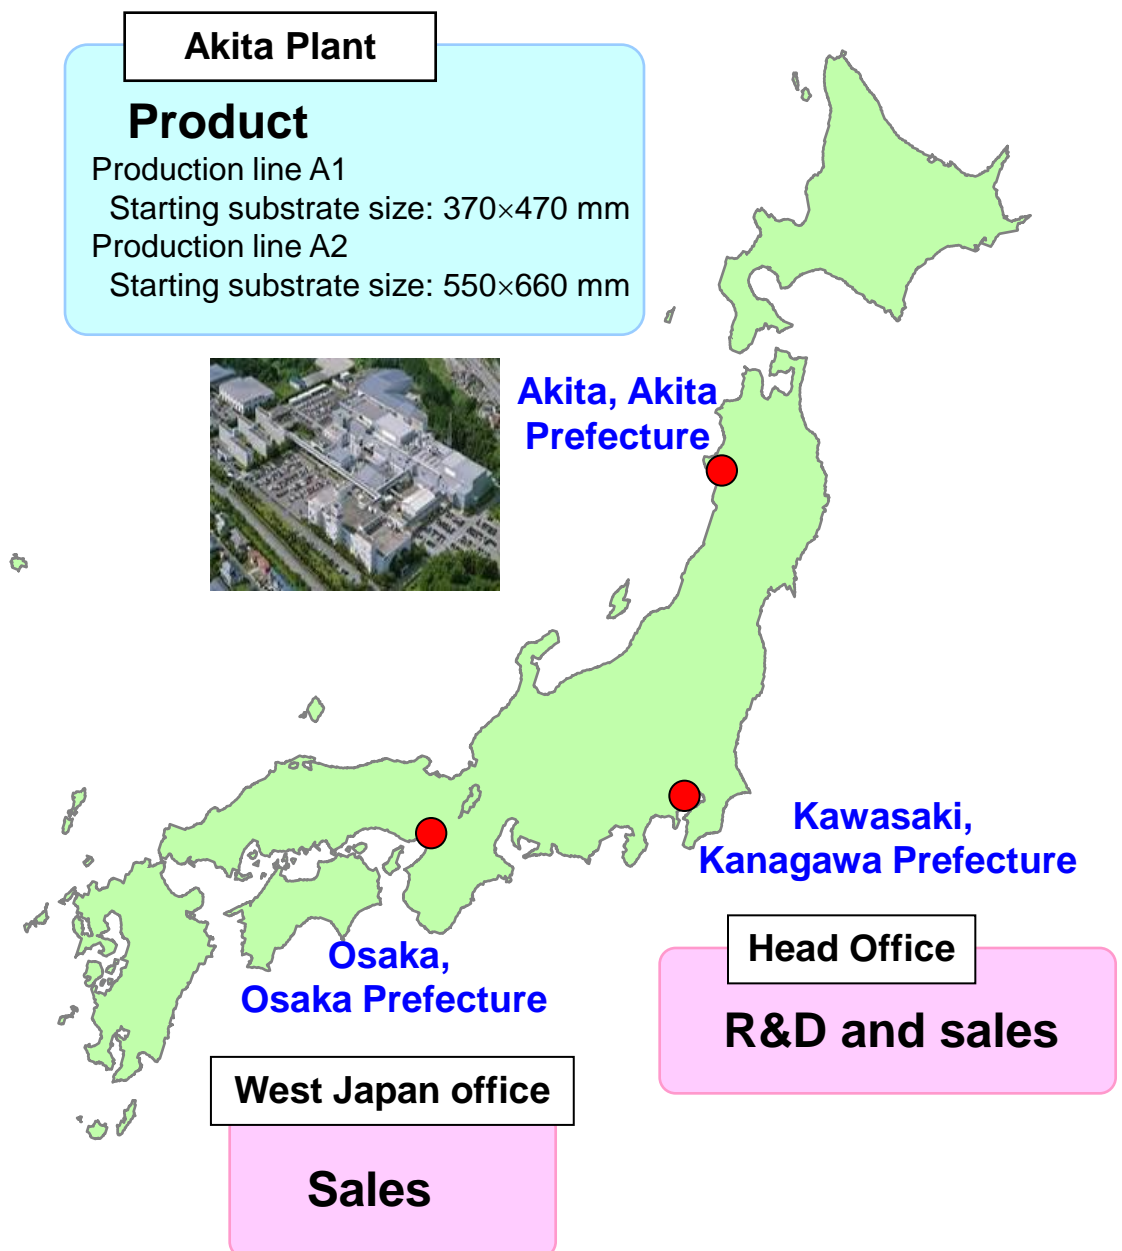 Akita Plant
Product
Production line A1
Starting substrate size: 370×470 mm
Production line A2
Starting substrate size: 550×660 mm
Akita, Akita
Prefecture
Kawasaki,
Kanagawa Prefecture
Head Office
R&D and sales
Osaka,
Osaka Prefecture
West Japan office
Sales